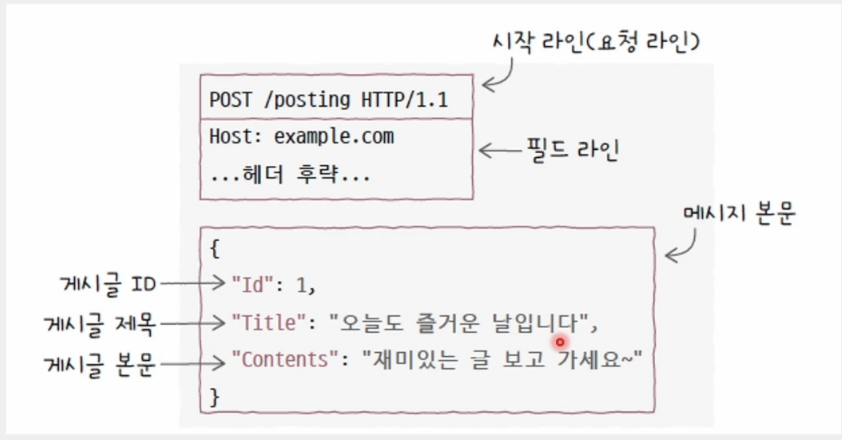 시작 라인(요청 라인)
POST /posting HTTP/1.1
Host: example.com
필드 라인
...헤더 후략...
메시지 본문
{
게시글 ID
"Id": 1,
게시글 제목
"Title": "오늘도 즐거운 날입니다",
게시글 본문
"Contents": "재미있는 글 보고 가세요~"
}